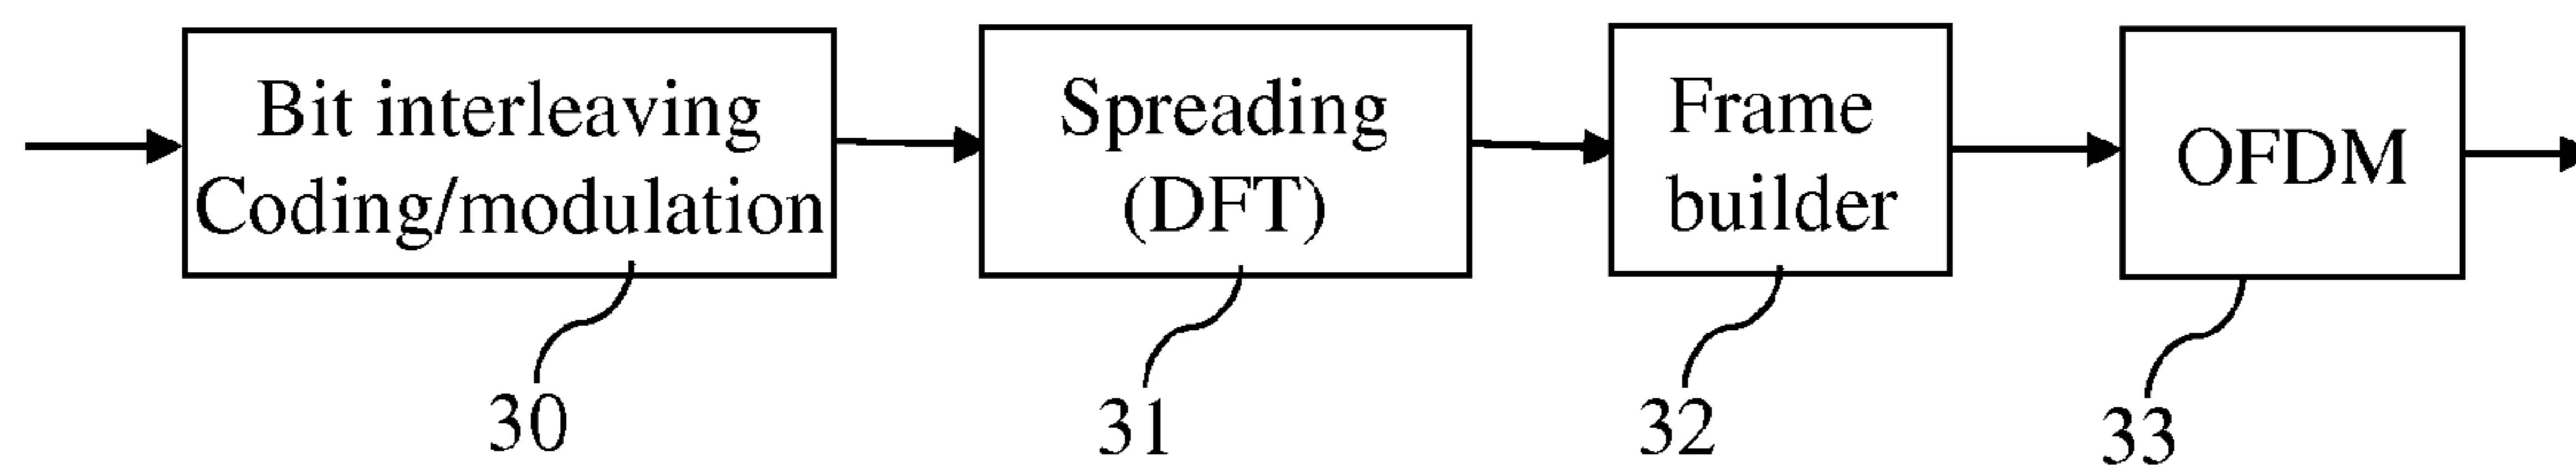 Bit interleaving
Coding/modulation
Spreading
(DFT)
Frame
builder
OFDM
30
31
32
33